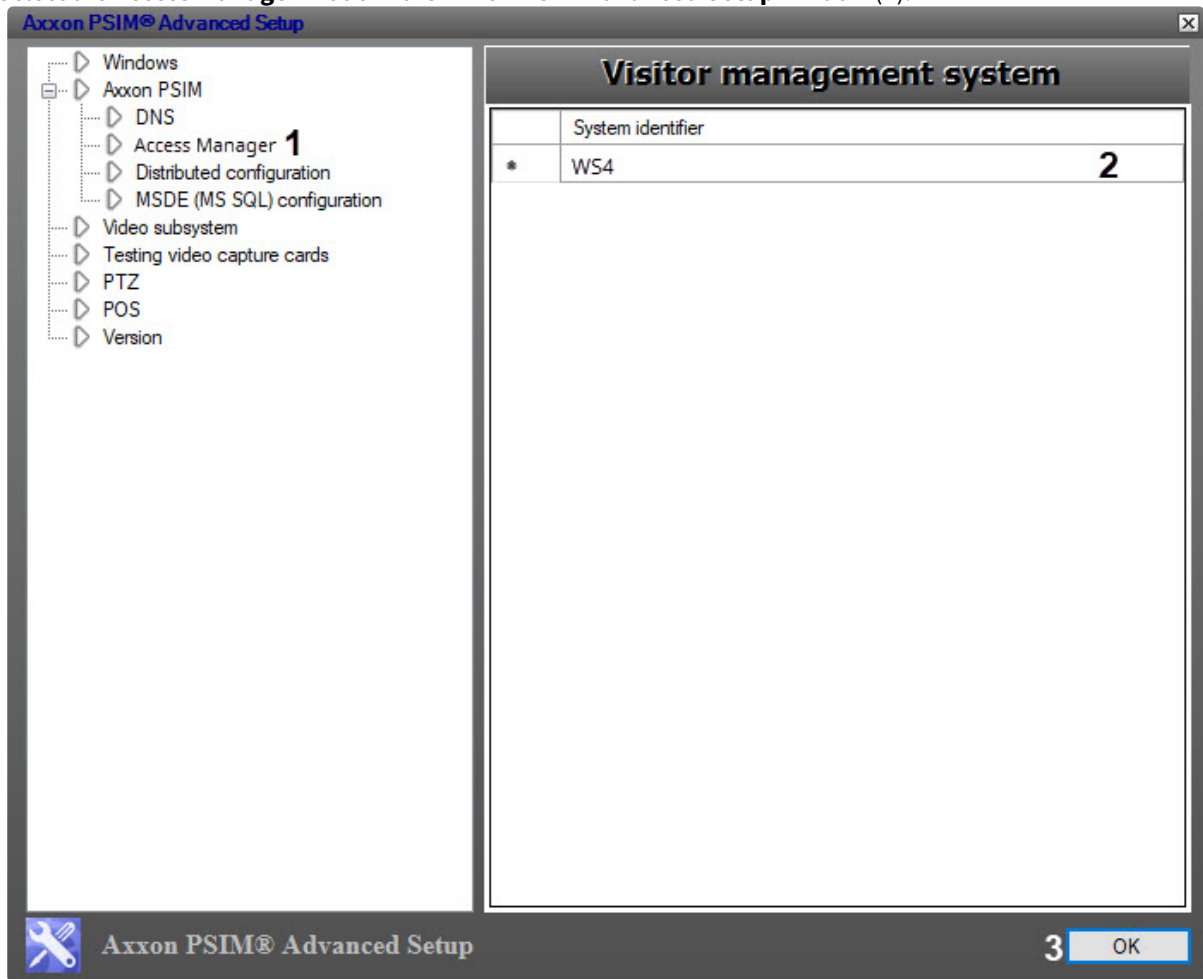 Axxon PSIM® Advanced Setup
Windows
Axxon PSIM
DNS
Access Manager 1
Distributed configuration
MSDE (MS SQL) configuration
Video subsystem
Testing video capture cards
PTZ
POS
Version
Visitor management system
System identifier
* WS4 2
Axxon PSIM® Advanced Setup
3 OK